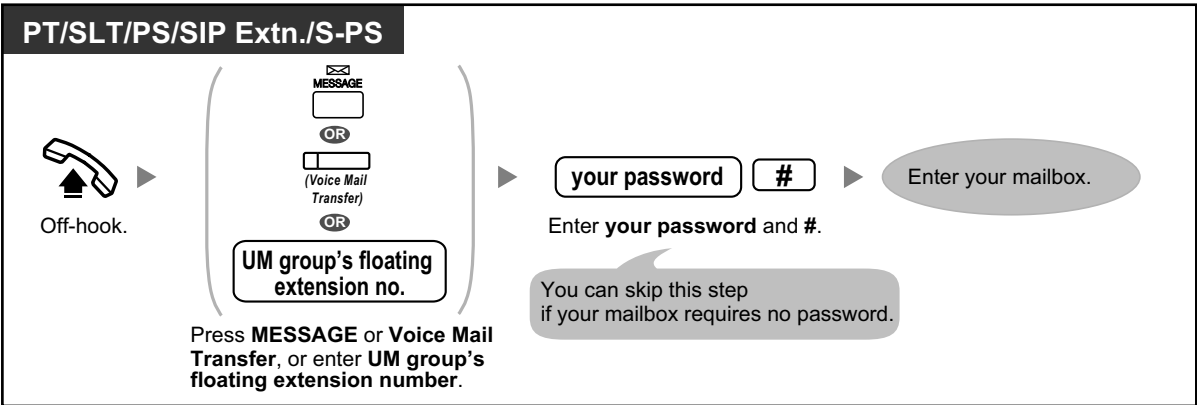 PT/SLT/PS/SIP Extn./S-PS
Off-hook.
MESSAGE
OR
(Voice Mail
Transfer)
OR
UM group's floating
extension no.
Press MESSAGE or Voice Mail
Transfer, or enter UM group's
floating extension number.
your password
#
Enter your password and #.
You can skip this step
if your mailbox requires no password.
Enter your mailbox.